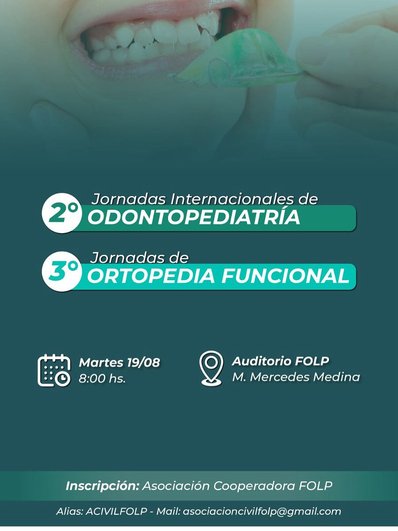 2° Jornadas Internacionales de
ODONTOPEDIATRÍA
3° Jornadas de
ORTOPEDIA FUNCIONAL
Martes 19/08
8:00 hs.
Auditorio FOLP
M. Mercedes Medina
Inscripción: Asociación Cooperadora FOLP
Alias: ACIVILFOLP - Mail: asociacioncivilfolp@gmail.com